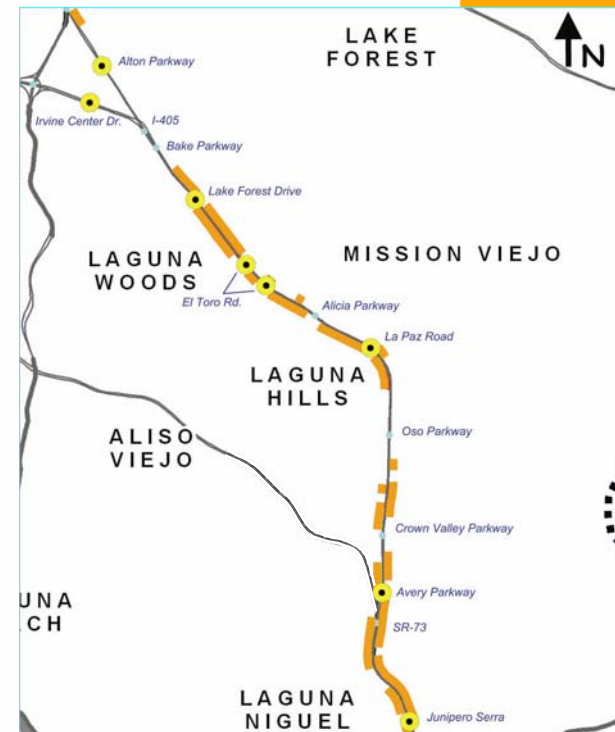 LAKE
FOREST
N
Alton Parkway
Irvine Center Dr.
I-405
Bake Parkway
Lake Forest Drive
LAGUNA
WOODS
MISSION VIEJO
El Toro Rd.
Alicia Parkway
La Paz Road
LAGUNA
HILLS
ALISO
VIEJO
Oso Parkway
Crown Valley Parkway
Avery Parkway
UNA
CH
SR-73
LAGUNA
NIGUEL
Junipero Serra